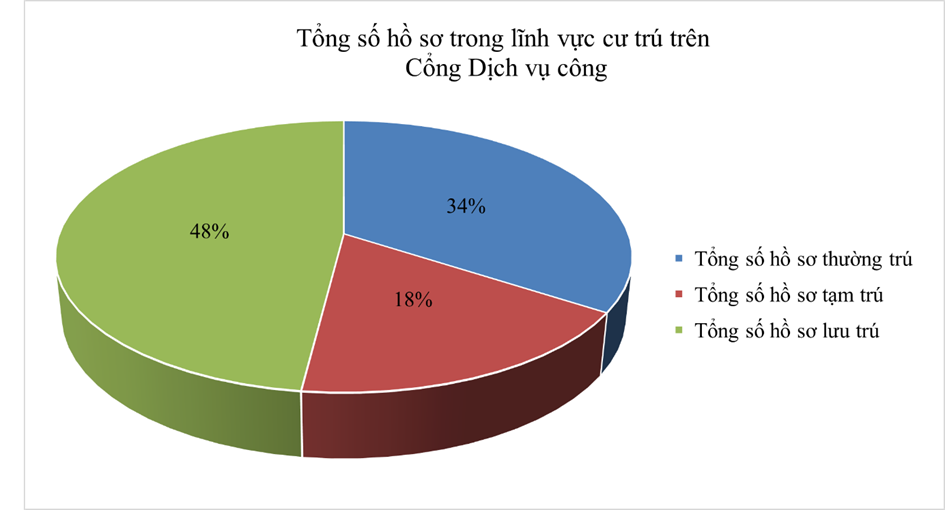 Tổng số hồ sơ trong lĩnh vực cư trú trên
Cổng Dịch vụ công
34%
48%
18%
Tổng số hồ sơ thường trú
Tổng số hồ sơ tạm trú
Tổng số hồ sơ lưu trú